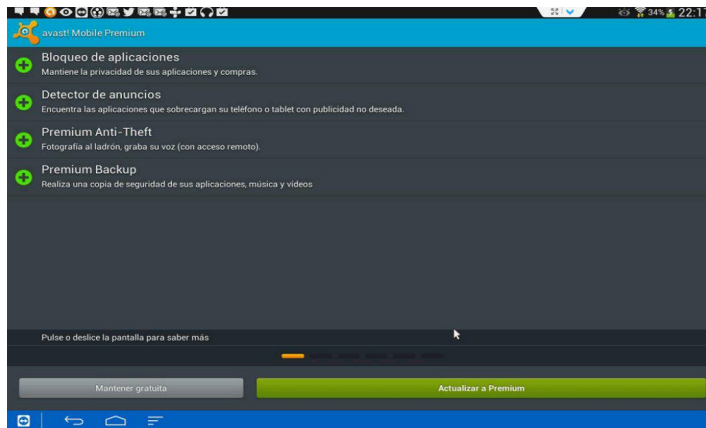 34% 22:11
avast! Mobile Premium
Bloqueo de aplicaciones
Mantiene la privacidad de sus aplicaciones y compras.
Detector de anuncios
Encuentra las aplicaciones que sobrecargan su teléfono o tablet con publicidad no deseada.
Premium Anti-Theft
Fotografía al ladrón, graba su voz (con acceso remoto).
Premium Backup
Realiza una copia de seguridad de sus aplicaciones, música y vídeos
Pulse o deslice la pantalla para saber más
Mantener gratuita
Actualizar a Premium